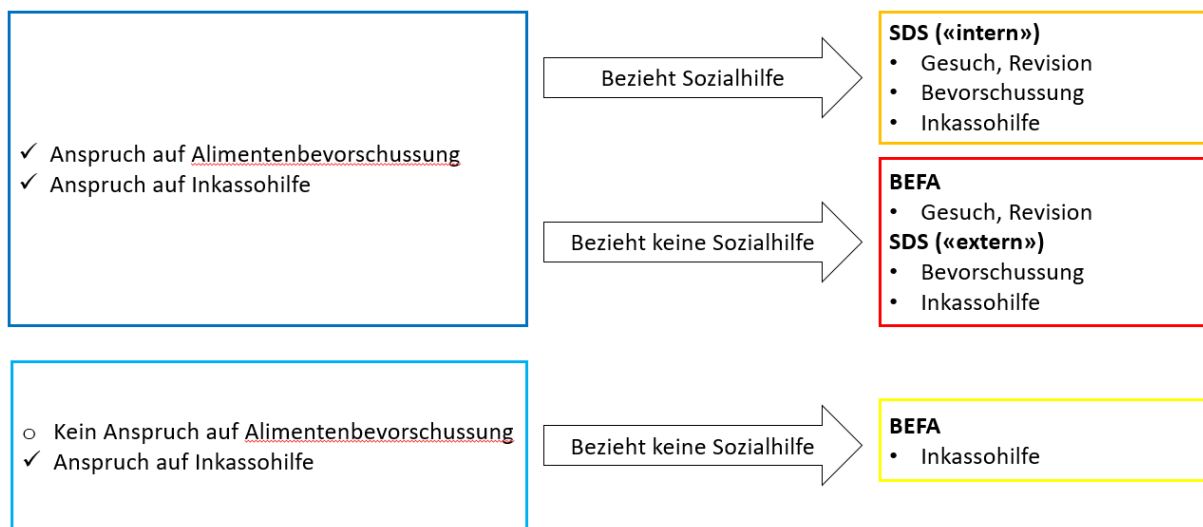 ✓ Anspruch auf Alimentenbevorschussung
✓ Anspruch auf Inkassohilfe
Bezieht Sozialhilfe
SDS («intern»)
• Gesuch, Revision
• Bevorschussung
• Inkassohilfe
Bezieht keine Sozialhilfe
BEFA
• Gesuch, Revision
SDS («extern»)
• Bevorschussung
• Inkassohilfe
o Kein Anspruch auf Alimentenbevorschussung
✓ Anspruch auf Inkassohilfe
Bezieht keine Sozialhilfe
BEFA
• Inkassohilfe